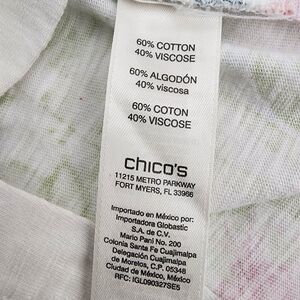 60% COTTON
40% VISCOSE
60% ALGODÓN
40% viscosa
60% COTON
40% VISCOSE
chico's
11215 METRO PARKWAY
FORT MYERS, FL 33966
Importado en México por:
Importadora Globastic
S.A. de C.V.
Mario Pani No. 200
Colonia Santa Fe Cuajimalpa
Delegación Cuajimalpa
de Morelos, C.P. 05348
Ciudad de México, México
RFC: IGL090327SE5